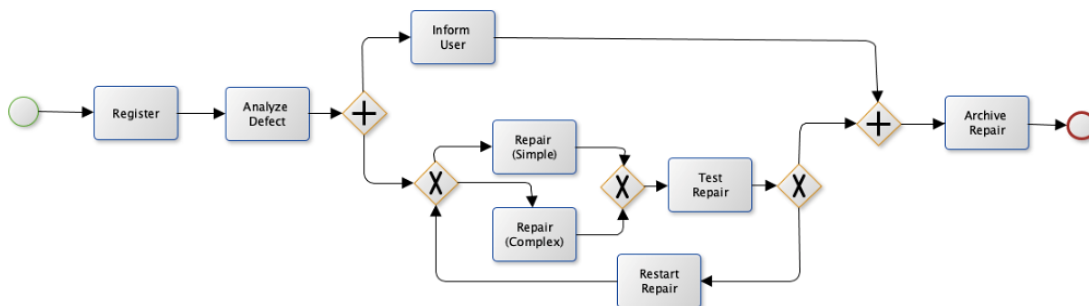 Inform
User
Register
Analyze
Defect
Archive
Repair
Repair
(Simple)
Test
Repair
Repair
(Complex)
Restart
Repair